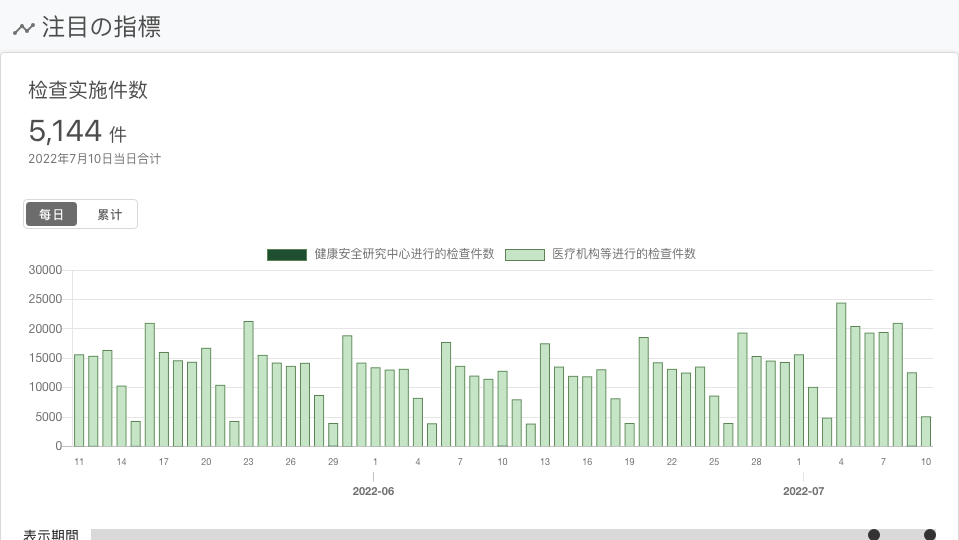 注目の指標
检查实施件数
5,144 件
2022年7月10日当日合计
每日 累计
健康安全研究中心进行的检查件数 医疗机构等进行的检查件数
30000
25000
20000
15000
10000
5000
0
11 14 17 20 23 26 29 1 4 7 10 13 16 19 22 25 28 1 4 7 10
2022-06 2022-07
表示期間